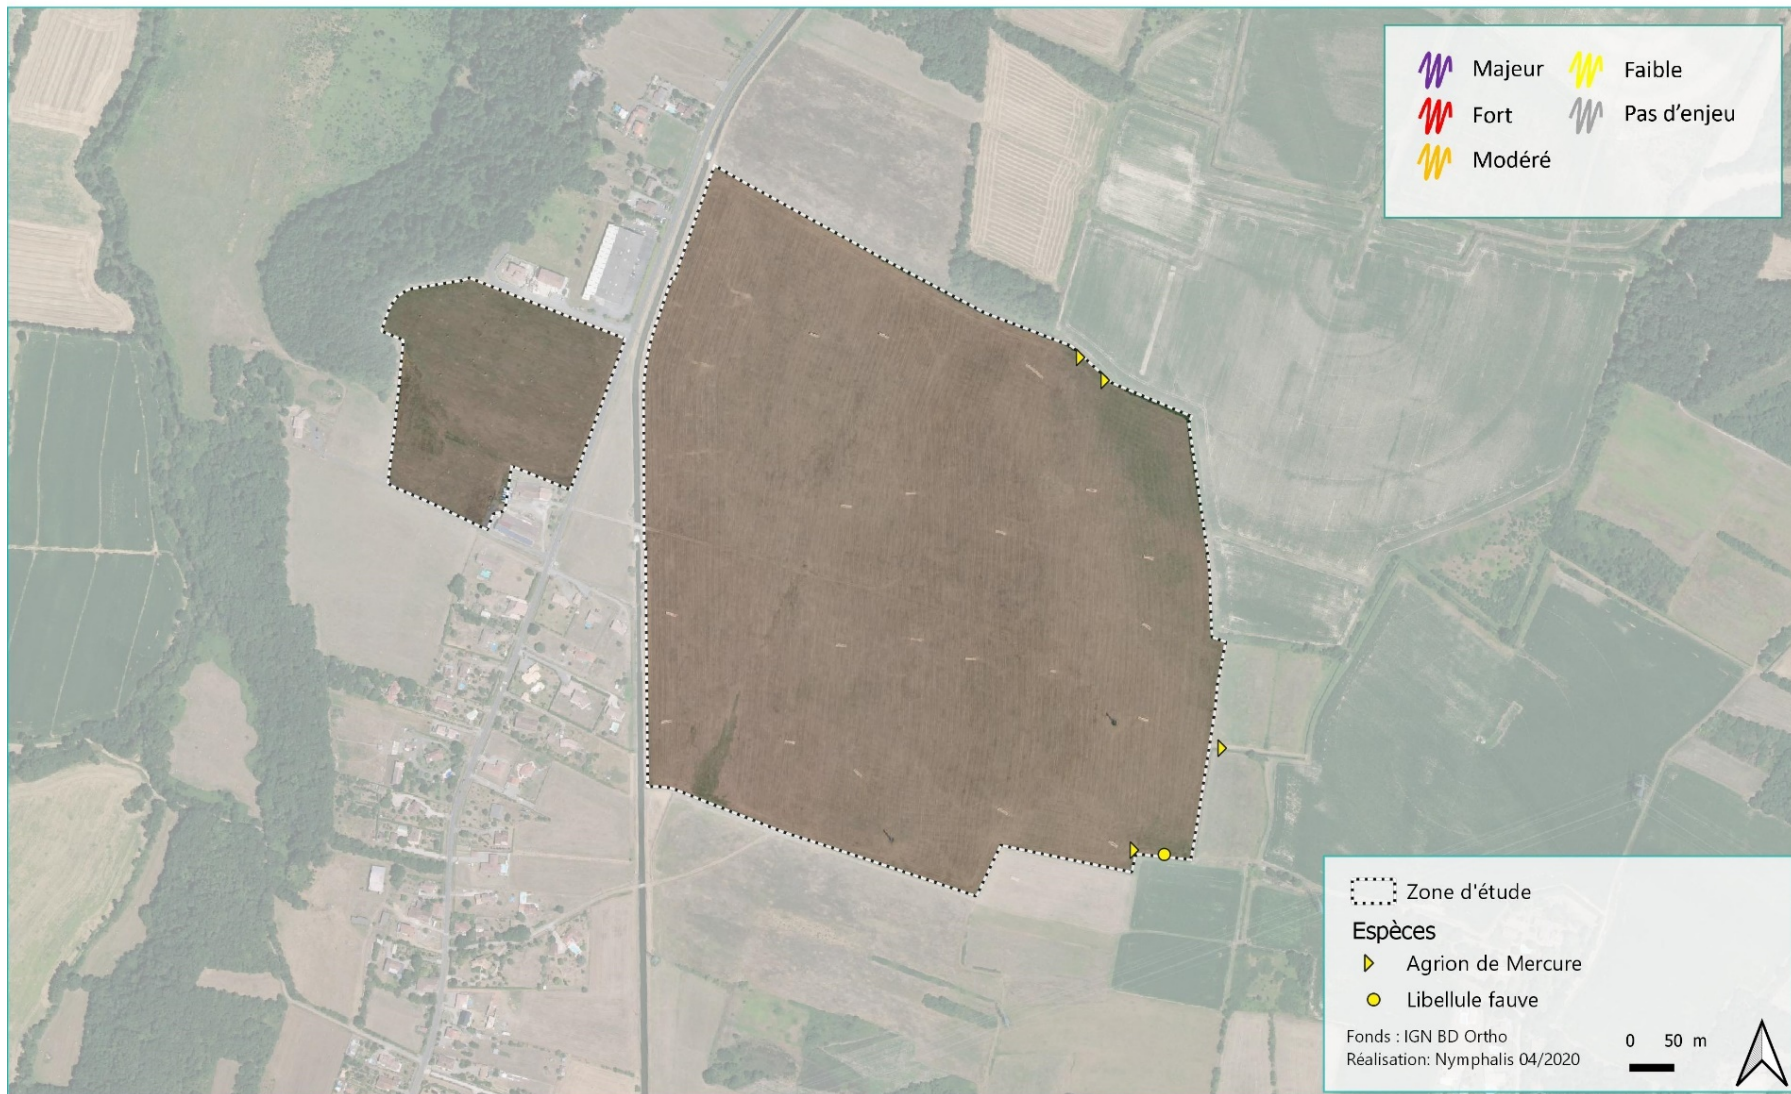 Majeur
Faible
Fort
Pas d'enjeu
Modéré
Zone d'étude
Espèces
Agrion de Mercure
Libellule fauve
Fonds : IGN BD Ortho
Réalisation: Nymphalis 04/2020
0 50 m